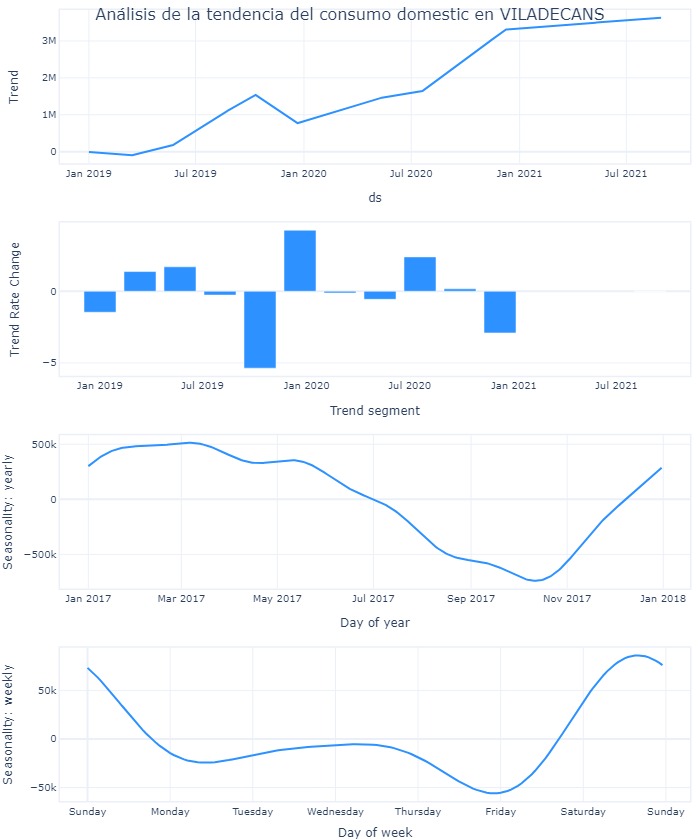 Análisis de la tendencia del consumo domestic en VILADECANS
Trend
3M
2M
1M
0
Jan 2019 Jul 2019 Jan 2020 Jul 2020 Jan 2021 Jul 2021
ds
Trend Rate Change
0
−5
Jan 2019 Jul 2019 Jan 2020 Jul 2020 Jan 2021 Jul 2021
Trend segment
Seasonality: yearly
500k
0
−500k
Jan 2017 Mar 2017 May 2017 Jul 2017 Sep 2017 Nov 2017 Jan 2018
Day of year
Seasonality: weekly
50k
0
−50k
Sunday Monday Tuesday Wednesday Thursday Friday Saturday Sunday
Day of week